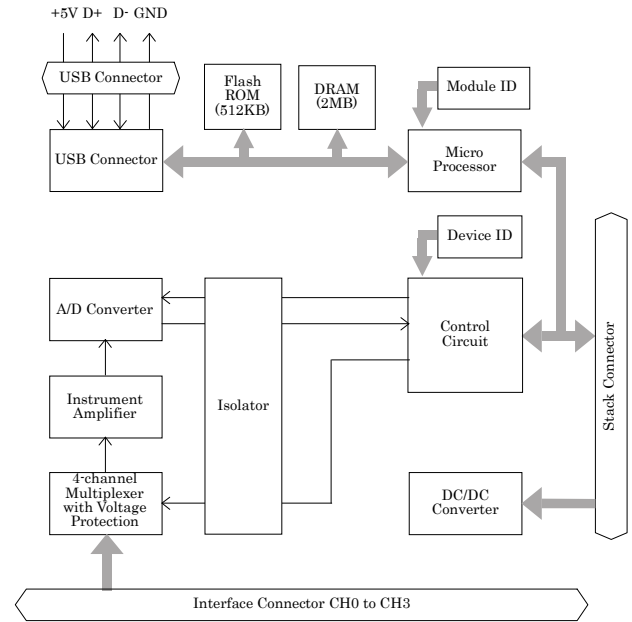 +5V D+ D- GND
USB Connector
Flash
ROM
(512KB)
DRAM
(2MB)
Module ID
USB Connector
Micro
Processor
Device ID
A/D Converter
Control
Circuit
Instrument
Amplifier
Isolator
Stack Connector
4-channel
Multiplexer
with Voltage
Protection
DC/DC
Converter
Interface Connector CH0 to CH3